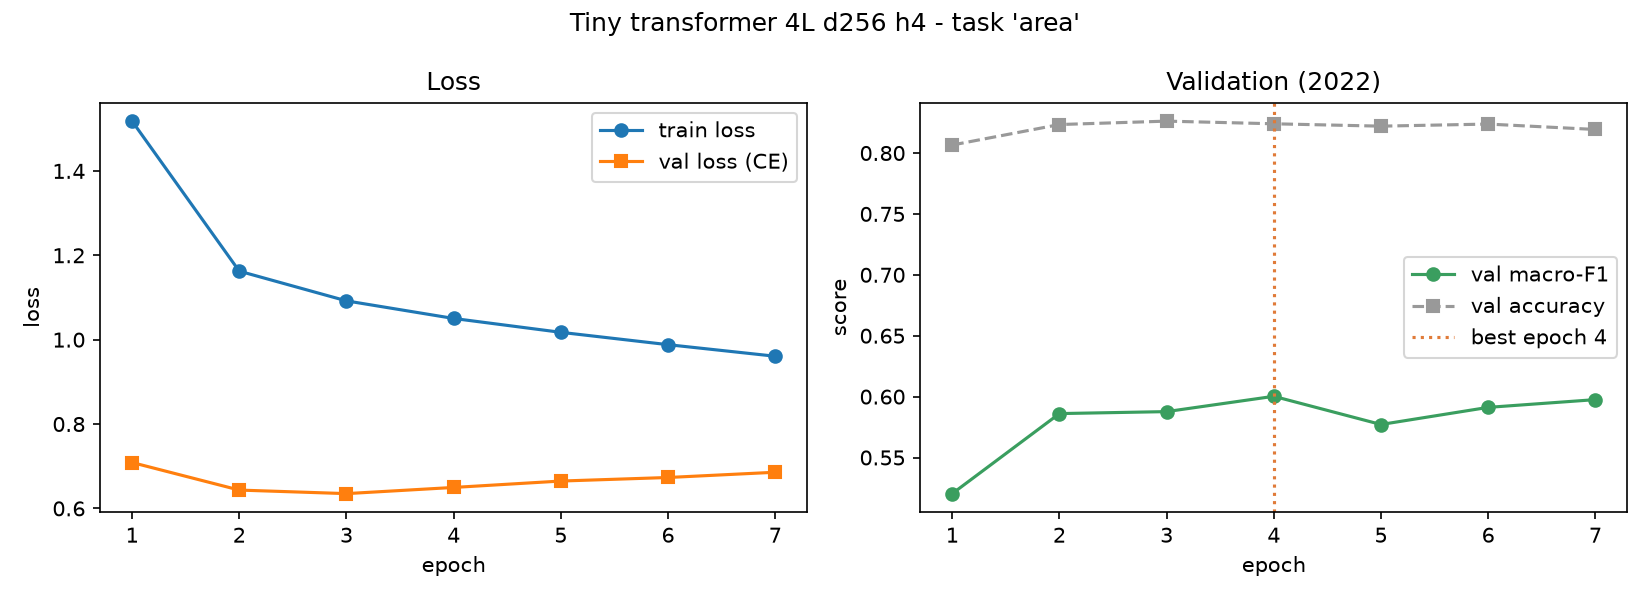 Tiny transformer 4L d256 h4 - task 'area'
Loss
train loss
val loss (CE)
loss
1.4
1.2
1.0
0.8
0.6
1 2 3 4 5 6 7
epoch
Validation (2022)
val macro-F1
val accuracy
best epoch 4
score
0.80
0.75
0.70
0.65
0.60
0.55
1 2 3 4 5 6 7
epoch